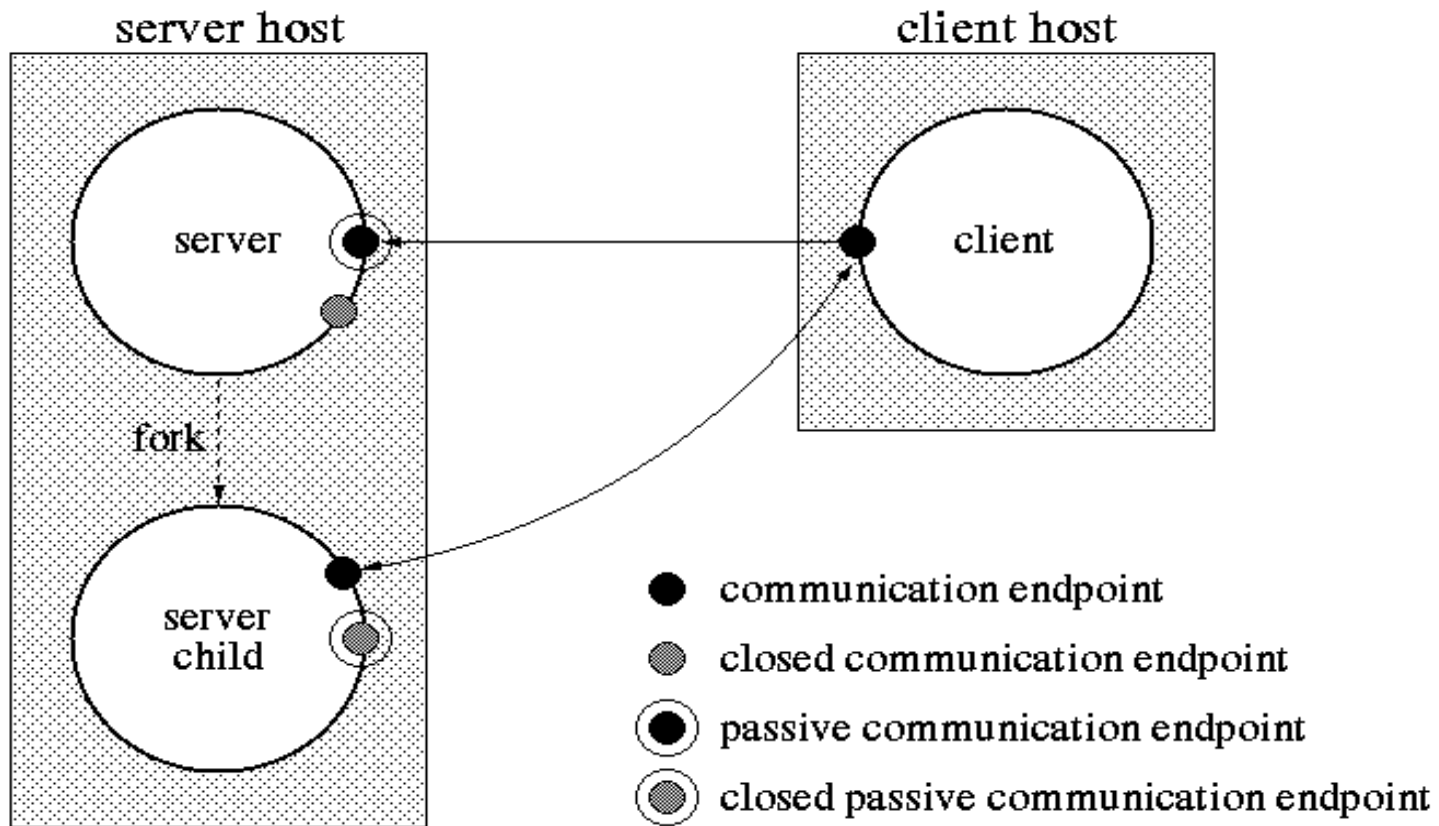 server host
client host
server
client
fork
server
child
communication endpoint
closed communication endpoint
passive communication endpoint
closed passive communication endpoint